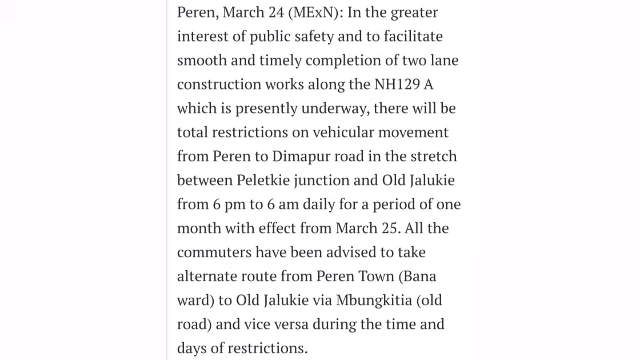 Peren, March 24 (MExN): In the greater
interest of public safety and to facilitate
smooth and timely completion of two lane
construction works along the NH129 A
which is presently underway, there will be
total restrictions on vehicular movement
from Peren to Dimapur road in the stretch
between Peletkie junction and Old Jalukie
from 6 pm to 6 am daily for a period of one
month with effect from March 25. All the
commuters have been advised to take
alternate route from Peren Town (Bana
ward) to Old Jalukie via Mbungkitia (old
road) and vice versa during the time and
days of restrictions.